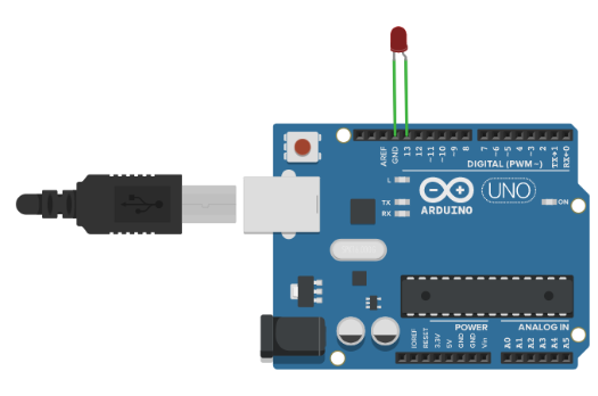 AREF
GND
13
12
~11
~10
~9
8
7
~6
~5
4
~3
2
TX→1
RX←0
DIGITAL (PWM~)
L
TX
RX
ARDUINO
UNO
ON
POWER
ANALOG IN
IOREF
RESET
3.3V
5V
GND
GND
Vin
A0
A1
A2
A3
A4
A5